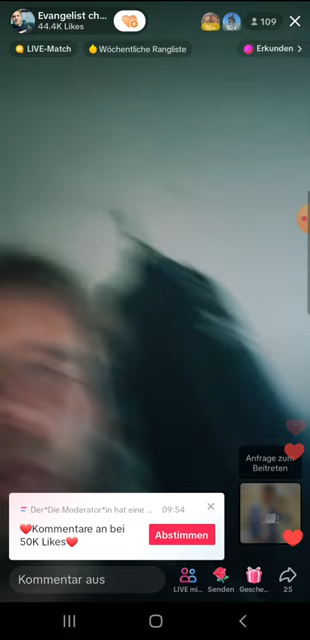 Evangelist ch...
44.4K Likes
109
LIVE-Match
Wöchentliche Rangliste
Erkunden
Anfrage zum
Beitreten
Der*Die Moderator*in hat eine ...
09:54
❤️Kommentare an bei
50K Likes❤️
Abstimmen
Kommentar aus
LIVE mi...
Senden
Gesche...
25